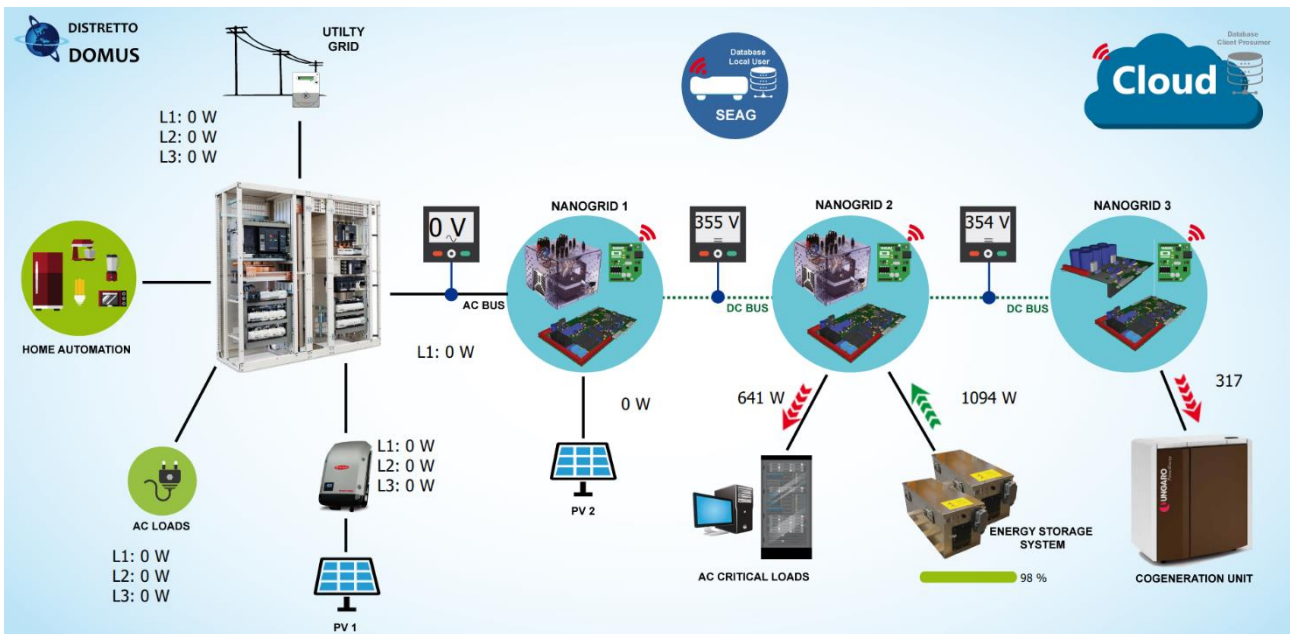 DISTRETTO
DOMUS
UTILTY
GRID
L1: 0 W
L2: 0 W
L3: 0 W
Database
Local User
SEAG
Database
Client Prosumer
Cloud
HOME AUTOMATION
0 V
AC BUS
L1: 0 W
NANOGRID 1
355 V
DC BUS
NANOGRID 2
354 V
DC BUS
NANOGRID 3
0 W
641 W
1094 W
317
AC LOADS
L1: 0 W
L2: 0 W
L3: 0 W
L1: 0 W
L2: 0 W
L3: 0 W
PV 1
PV 2
AC CRITICAL LOADS
ENERGY STORAGE
SYSTEM
98 %
UNGARO
COGENERATION UNIT